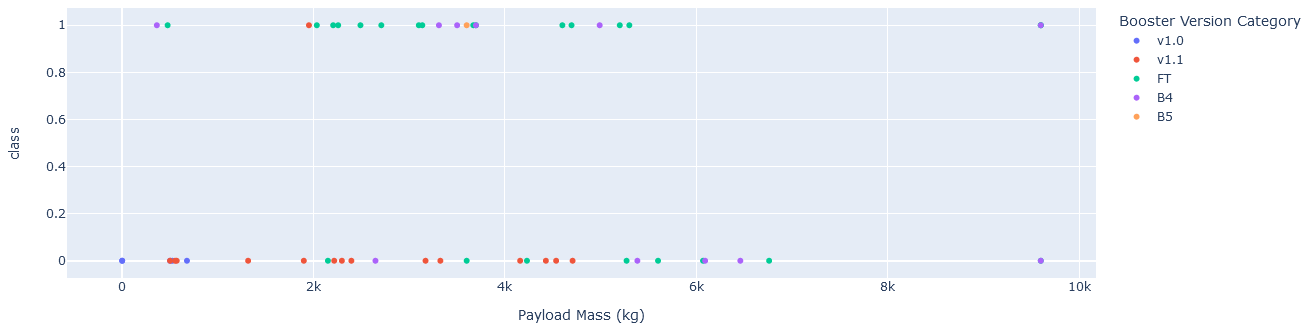 Booster Version Category
v1.0
v1.1
FT
B4
B5
class
1
0.8
0.6
0.4
0.2
0
0 2k 4k 6k 8k 10k
Payload Mass (kg)